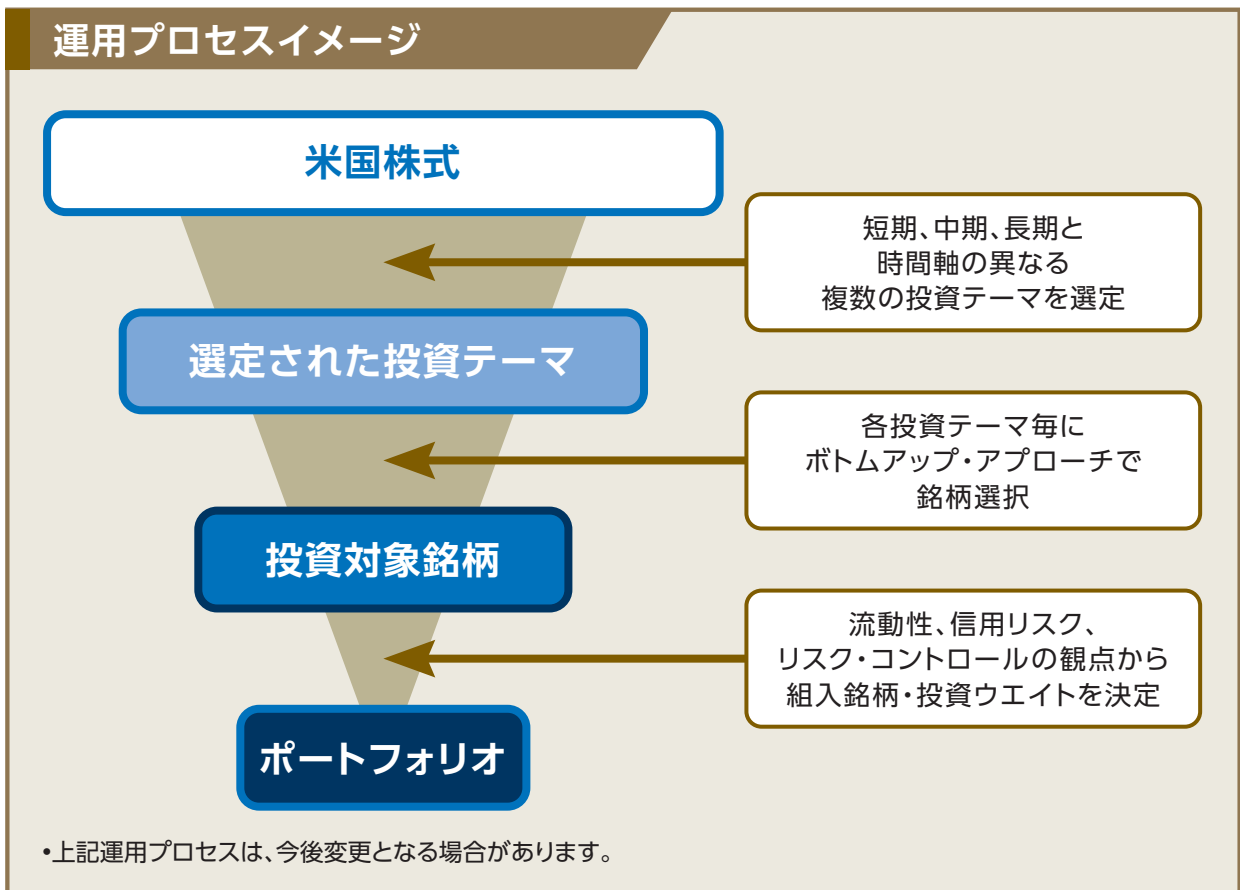 運用プロセスイメージ
米国株式
短期、中期、長期と
時間軸の異なる
複数の投資テーマを選定
選定された投資テーマ
各投資テーマ毎に
ボトムアップ・アプローチで
銘柄選択
投資対象銘柄
流動性、信用リスク、
リスク・コントロールの観点から
組入銘柄・投資ウエイトを決定
ポートフォリオ
•上記運用プロセスは、今後変更となる場合があります。